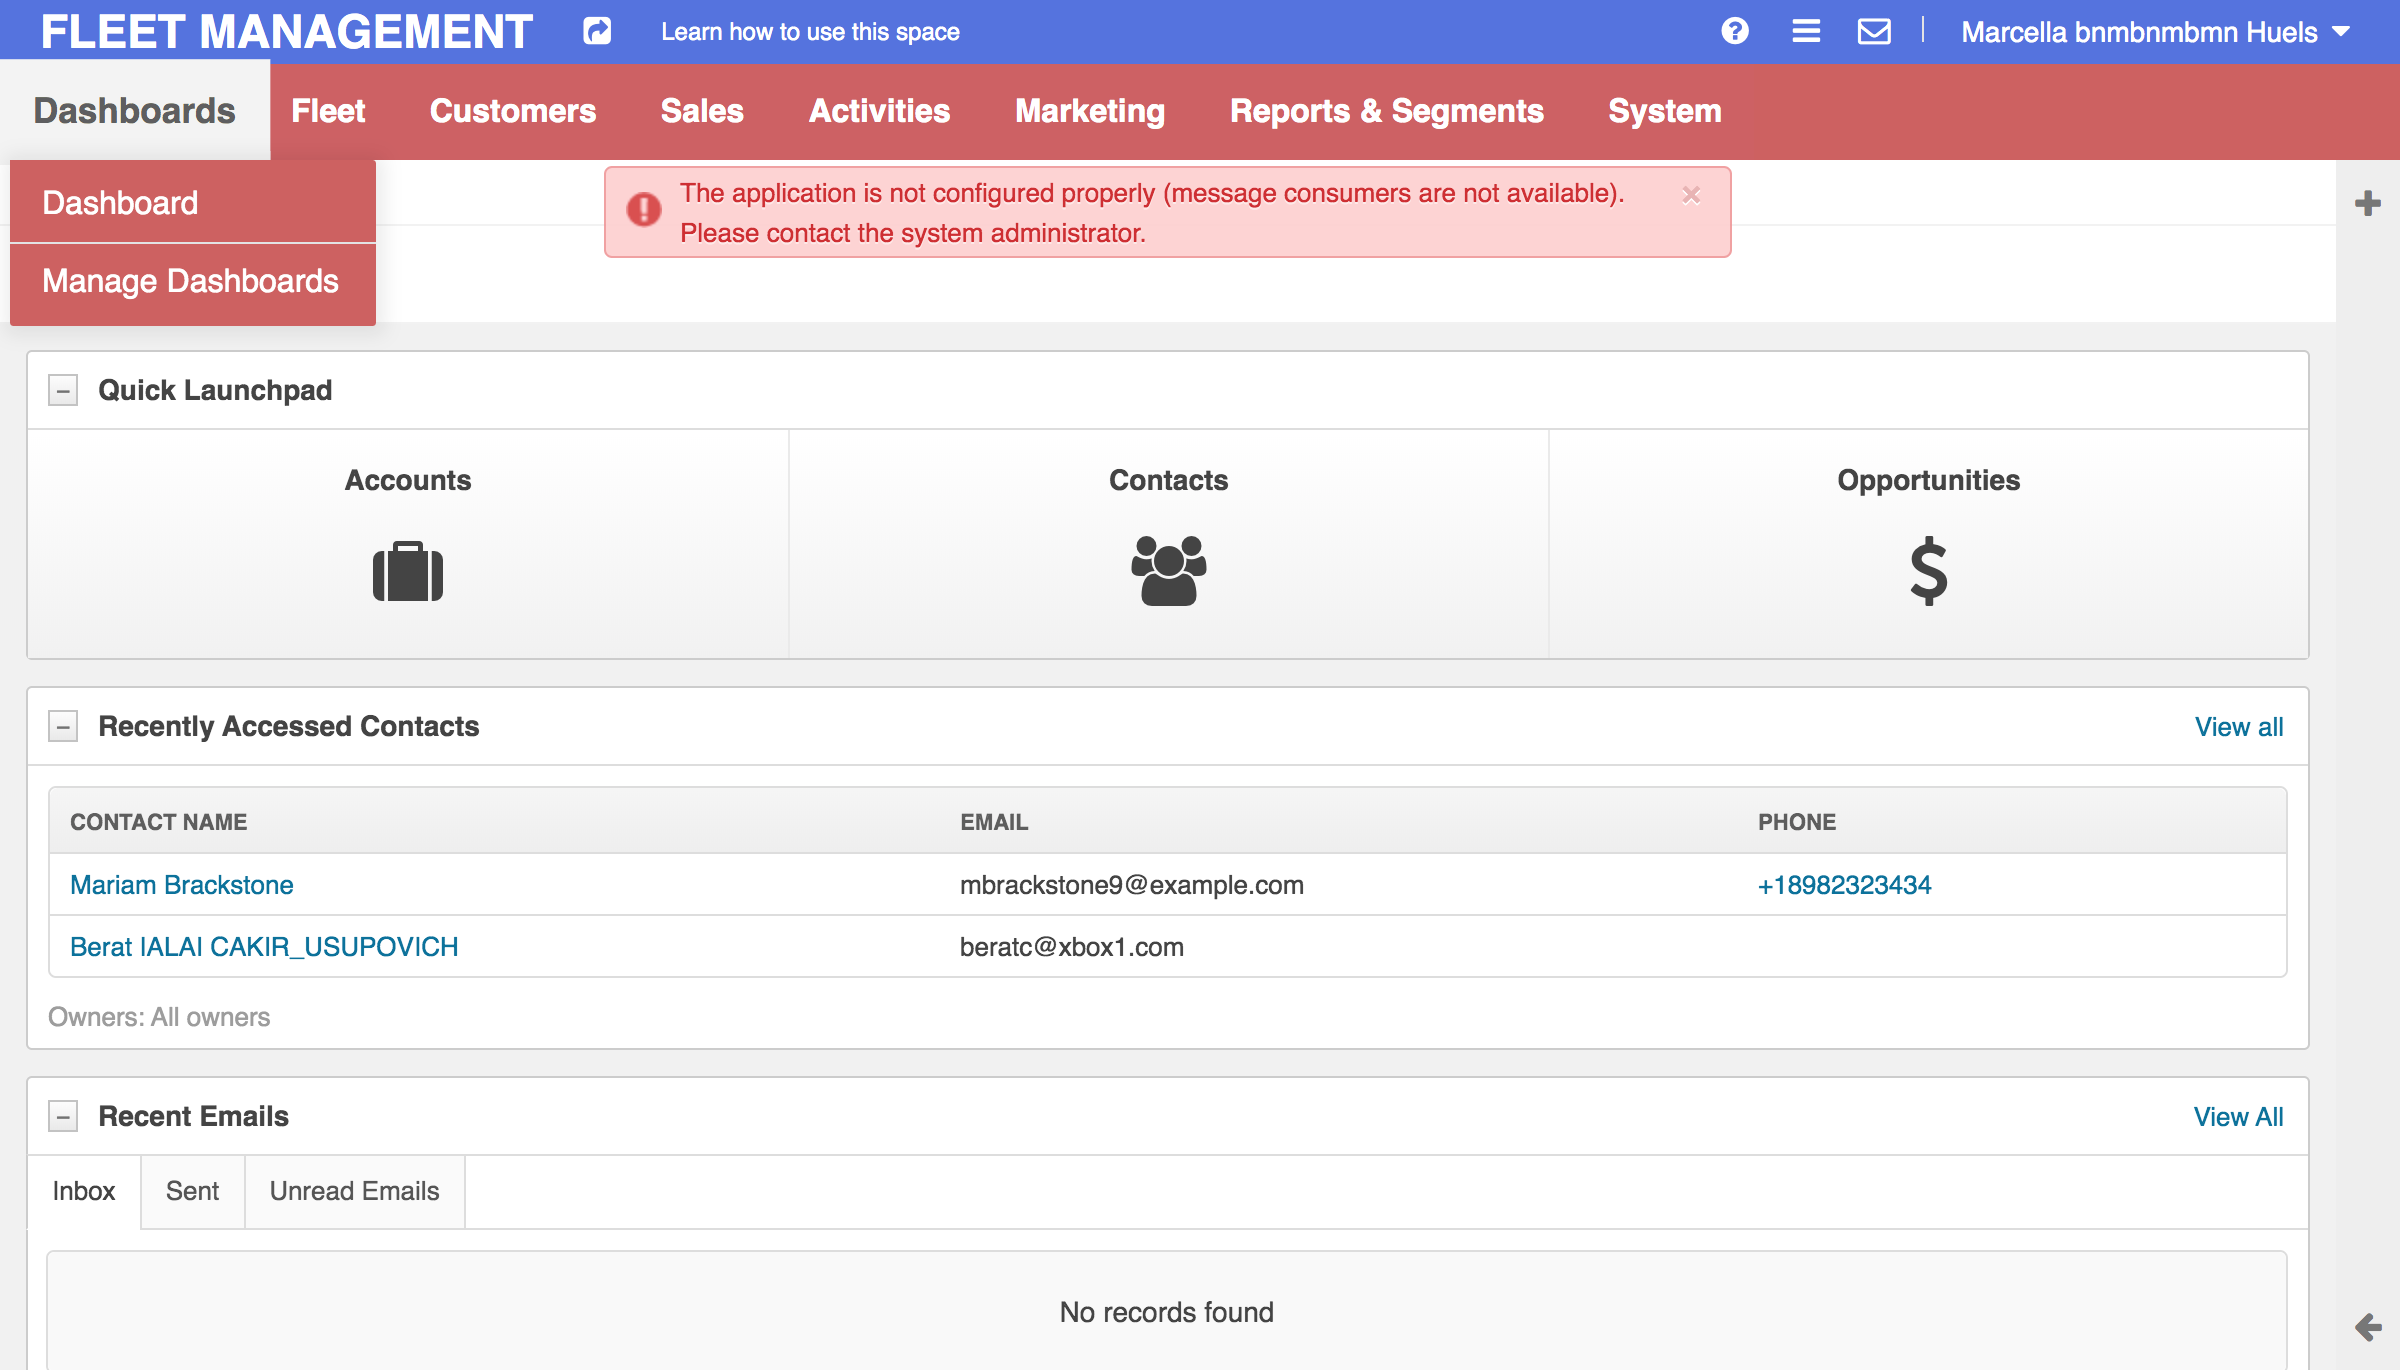 FLEET MANAGEMENT
Learn how to use this space
Marcella bnmbnmbmn Huels
Dashboards
Fleet
Customers
Sales
Activities
Marketing
Reports & Segments
System
Dashboard
Manage Dashboards
The application is not configured properly (message consumers are not available).
Please contact the system administrator.
Quick Launchpad
Accounts
Contacts
Opportunities
Recently Accessed Contacts
View all
CONTACT NAME
EMAIL
PHONE
Mariam Brackstone
mbrackstone9@example.com
+18982323434
Berat IALAI CAKIR_USUPOVICH
beratc@xbox1.com
Owners: All owners
Recent Emails
View All
Inbox
Sent
Unread Emails
No records found